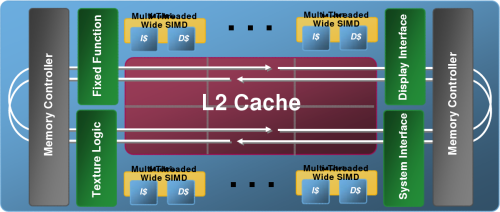 Memory Controller
Fixed Function
Texture Logic
Multi-Threaded
Wide SIMD
I$ D$
Multi-Threaded
Wide SIMD
I$ D$
L2 Cache
Multi-Threaded
Wide SIMD
I$ D$
Multi-Threaded
Wide SIMD
I$ D$
Display Interface
System Interface
Memory Controller